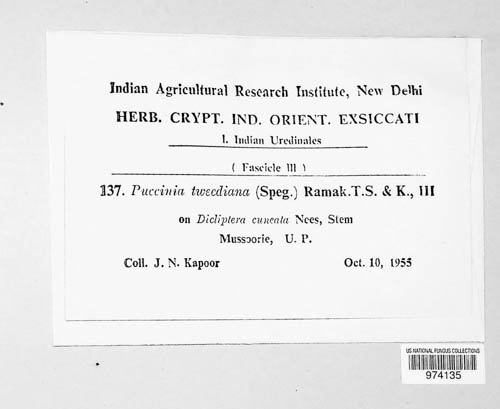 Indian Agricultural Research Institute, New Delhi
HERB. CRYPT. IND. ORIENT. EXSICCATI
1. Indian Uredinales
( Fascicle III )
137. Puccinia tweediana (Speg.) Ramak.T.S. & K., III
on Dicliptera cuneata Nees, Stem
Mussoorie, U. P.
Coll. J. N. Kapoor Oct. 10, 1955
US NATIONAL FUNGUS COLLECTIONS
974135